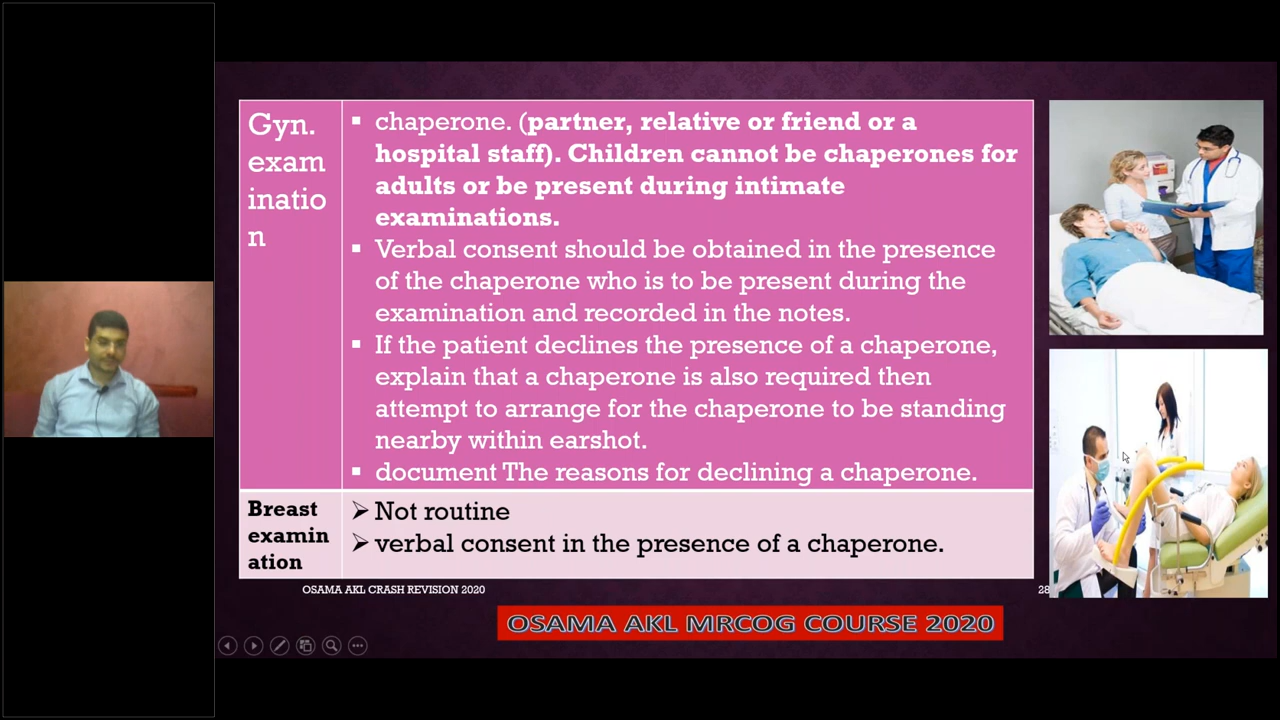 Gyn.
exam
inatio
n
▪ chaperone. (partner, relative or friend or a
hospital staff). Children cannot be chaperones for
adults or be present during intimate
examinations.
▪ Verbal consent should be obtained in the presence
of the chaperone who is to be present during the
examination and recorded in the notes.
▪ If the patient declines the presence of a chaperone,
explain that a chaperone is also required then
attempt to arrange for the chaperone to be standing
nearby within earshot.
▪ document The reasons for declining a chaperone.
Breast
examin
ation
➢ Not routine
➢ verbal consent in the presence of a chaperone.
OSAMA AKL CRASH REVISION 2020
28
OSAMA AKL MRCOG COURSE 2020